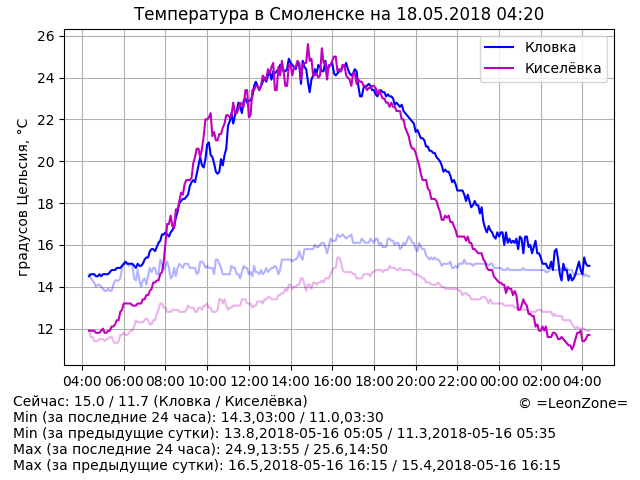 Температура в Смоленске на 18.05.2018 04:20
26
24
22
20
18
16
14
12
градусов Цельсия, °C
Кловка
Киселёвка
04:00 06:00 08:00 10:00 12:00 14:00 16:00 18:00 20:00 22:00 00:00 02:00 04:00
Сейчас: 15.0 / 11.7 (Кловка / Киселёвка)
© =LeonZone=
Min (за последние 24 часа): 14.3,03:00 / 11.0,03:30
Min (за предыдущие сутки): 13.8,2018-05-16 05:05 / 11.3,2018-05-16 05:35
Max (за последние 24 часа): 24.9,13:55 / 25.6,14:50
Max (за предыдущие сутки): 16.5,2018-05-16 16:15 / 15.4,2018-05-16 16:15